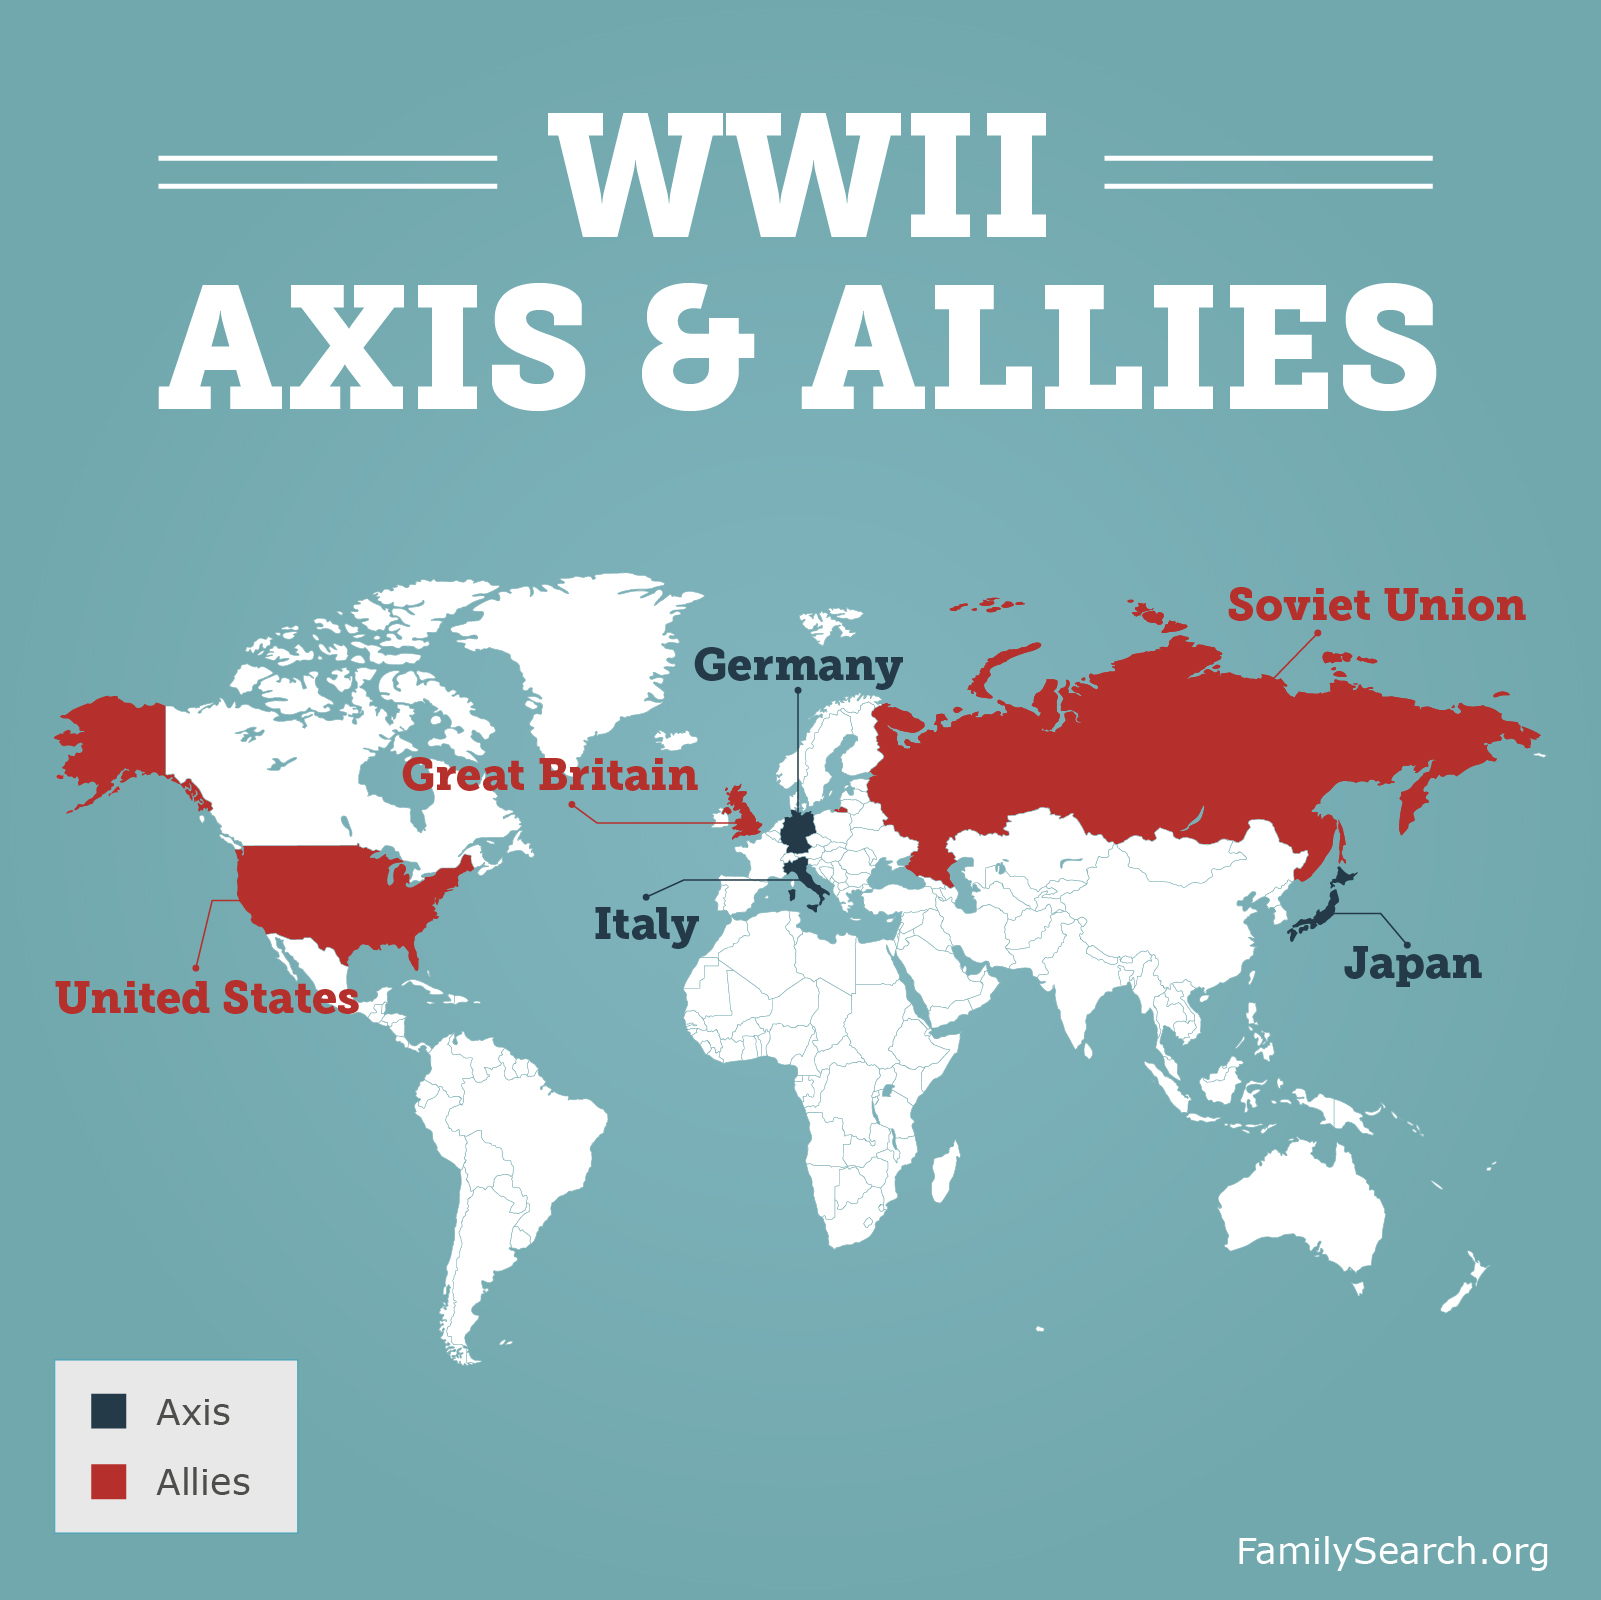 WWII
AXIS & ALLIES
Soviet Union
Germany
Great Britain
Italy
Japan
United States
Axis
Allies
FamilySearch.org